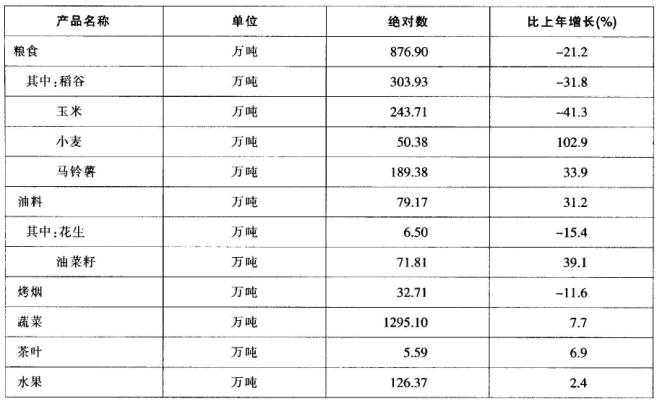 产品名称 单位 绝对数 比上年增长(%)
粮食 万吨 876.90 -21.2
其中:稻谷 万吨 303.93 -31.8
玉米 万吨 243.71 -41.3
小麦 万吨 50.38 102.9
马铃薯 万吨 189.38 33.9
油料 万吨 79.17 31.2
其中:花生 万吨 6.50 -15.4
油菜籽 万吨 71.81 39.1
烤烟 万吨 32.71 -11.6
蔬菜 万吨 1295.10 7.7
茶叶 万吨 5.59 6.9
水果 万吨 126.37 2.4